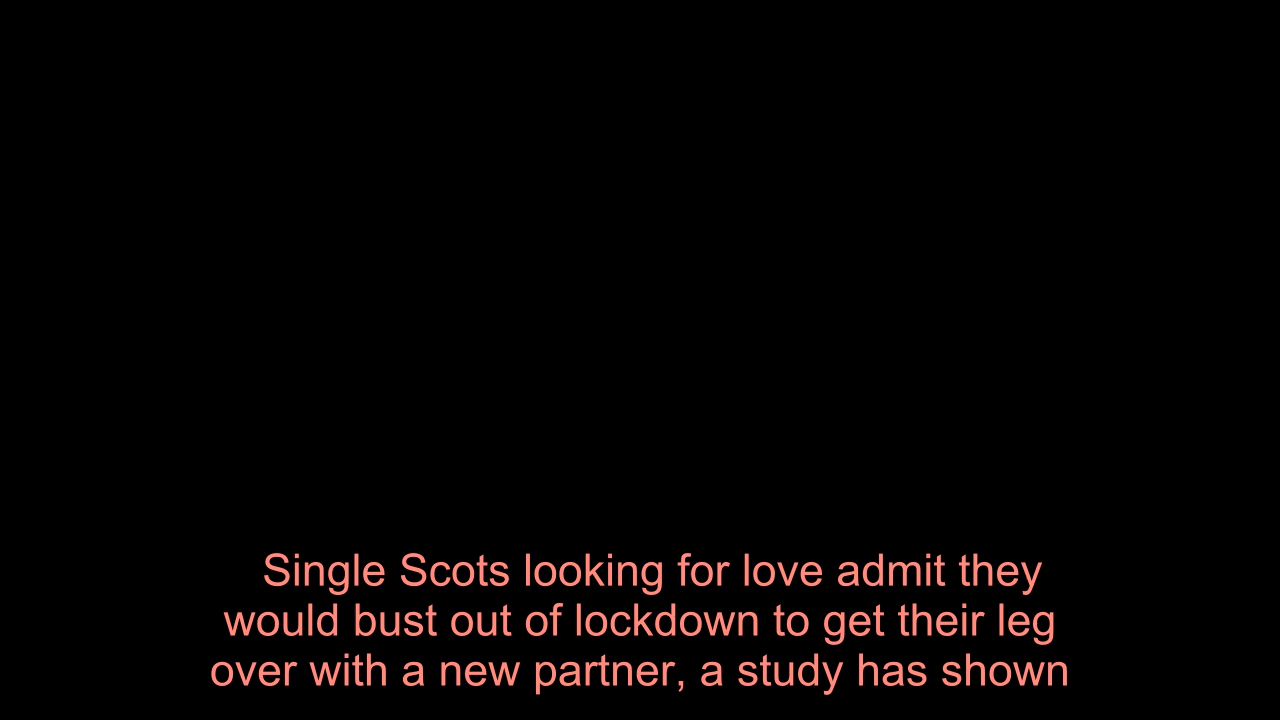 Single Scots looking for love admit they
would bust out of lockdown to get their leg
over with a new partner, a study has shown